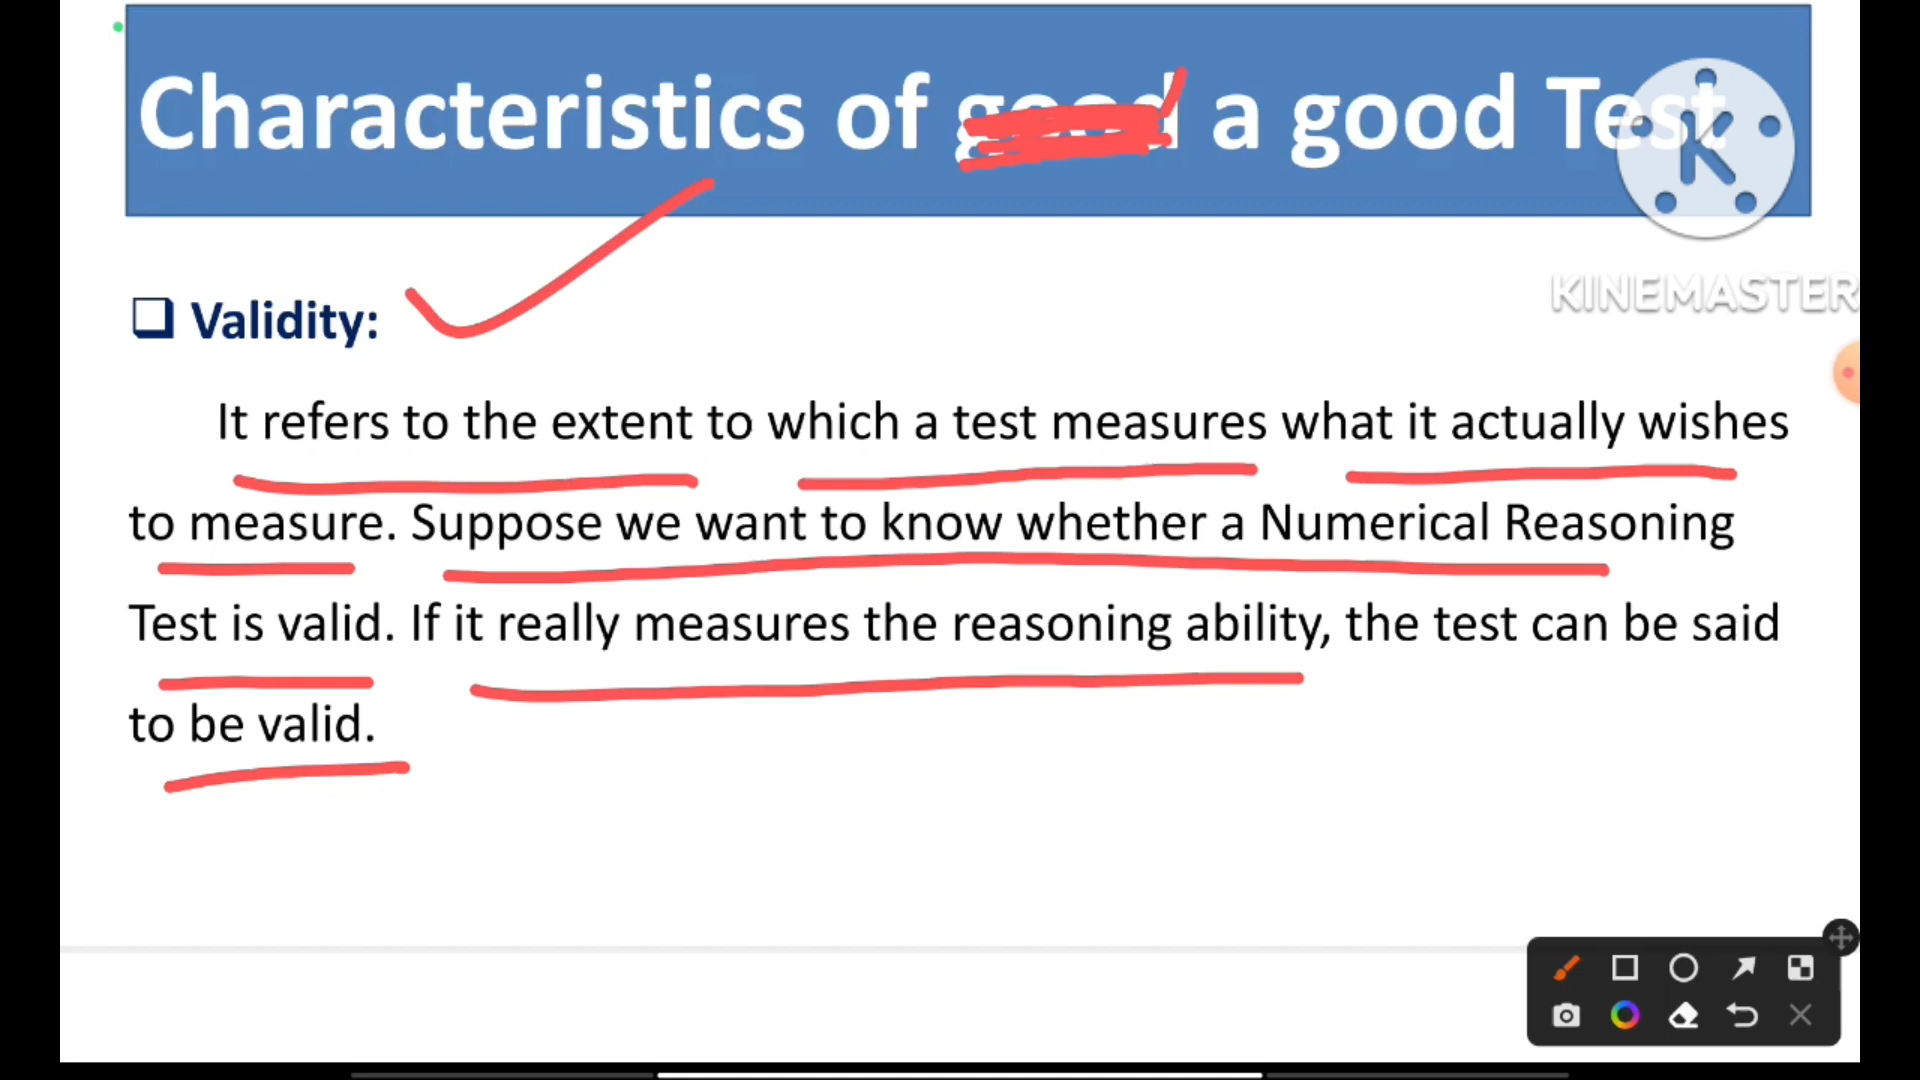 Characteristics of good a good Test
KINEMASTER
Validity:
It refers to the extent to which a test measures what it actually wishes
to measure. Suppose we want to know whether a Numerical Reasoning
Test is valid. If it really measures the reasoning ability, the test can be said
to be valid.